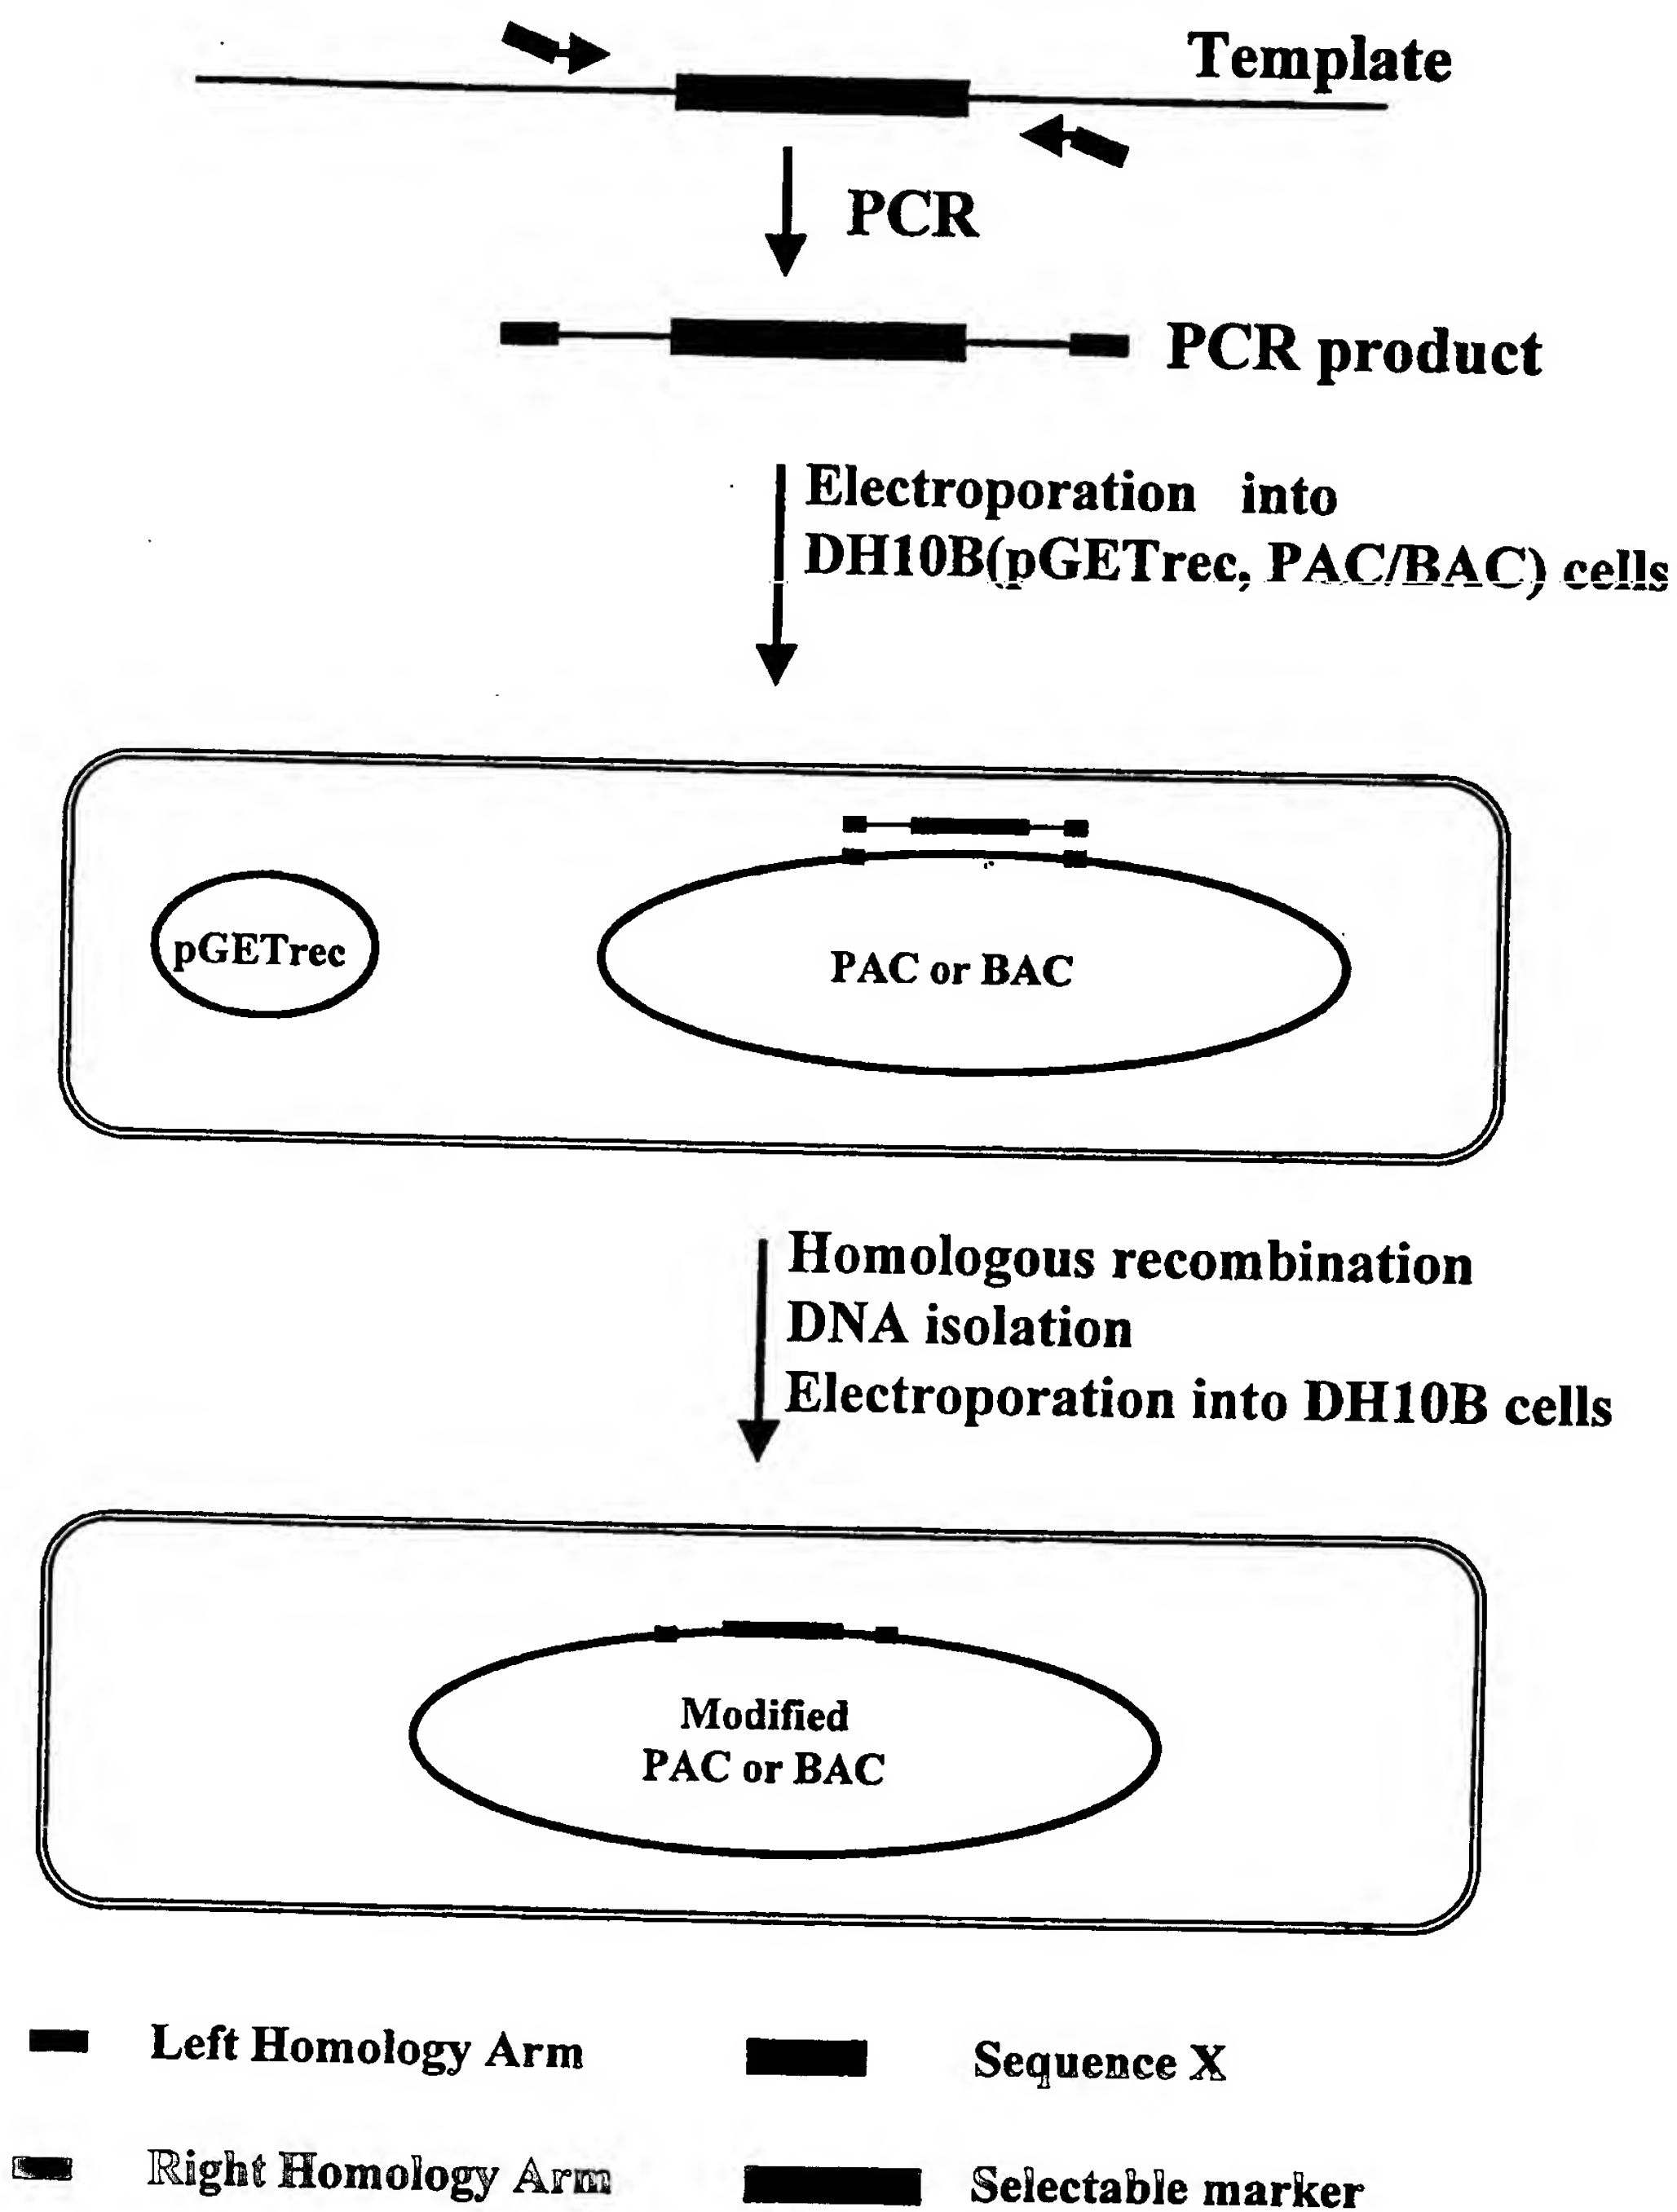 Template
PCR
PCR product
Electroporation into
DH10B(pGETrec, PAC/BAC) cells
pGETrec
PAC or BAC
Homologous recombination
DNA isolation
Electroporation into DH10B cells
Modified
PAC or BAC
Left Homology Arm
Sequence X
Right Homology Arm
Selectable marker